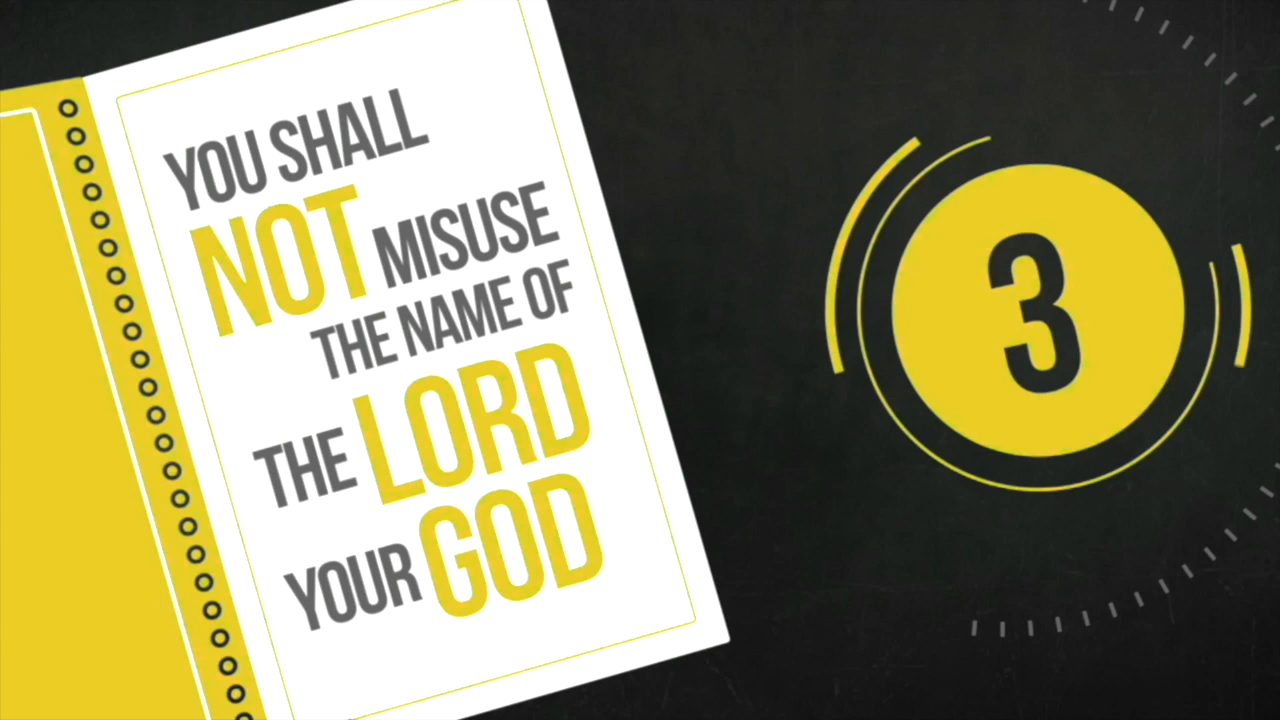 YOU SHALL
NOT MISUSE
THE NAME OF
THE LORD
YOUR GOD
3